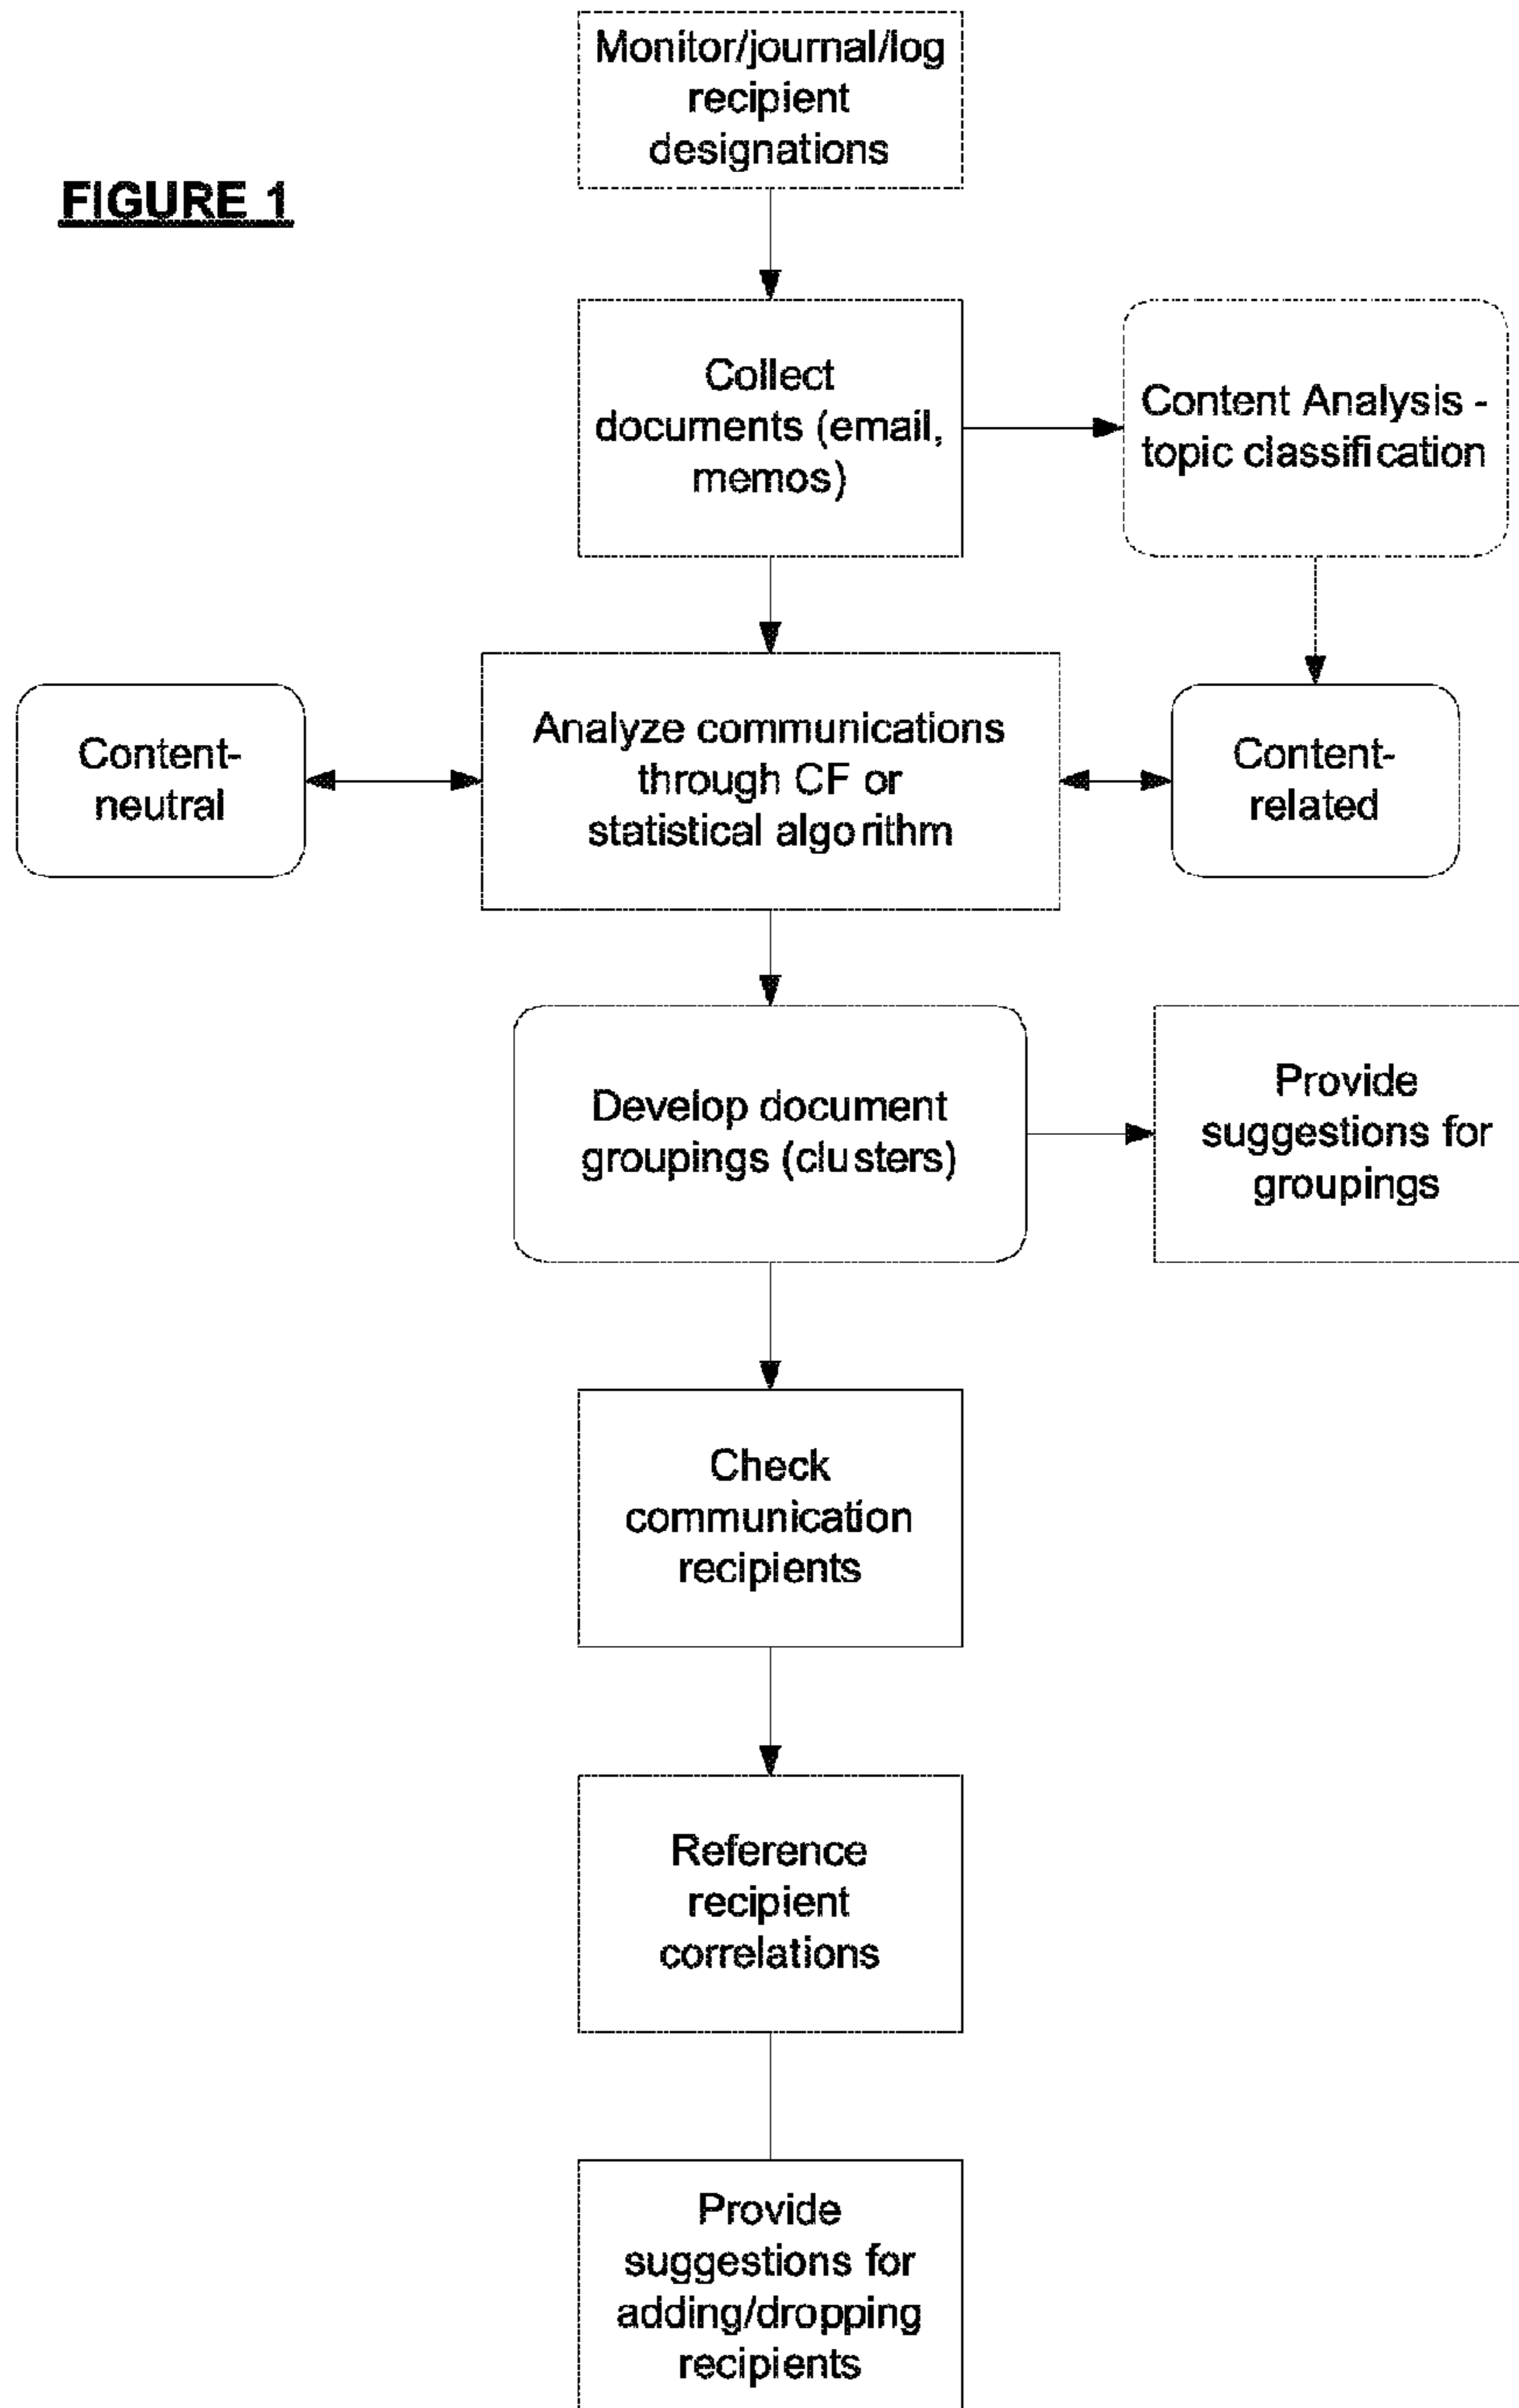 Monitor/journal/log
recipient
designations
FIGURE 1
Collect
documents (email,
memos)
Content Analysis -
topic classification
Content-
neutral
Analyze communications
through CF or
statistical algorithm
Content-
related
Develop document
groupings (clusters)
Provide
suggestions for
groupings
Check
communication
recipients
Reference
recipient
correlations
Provide
suggestions for
adding/dropping
recipients